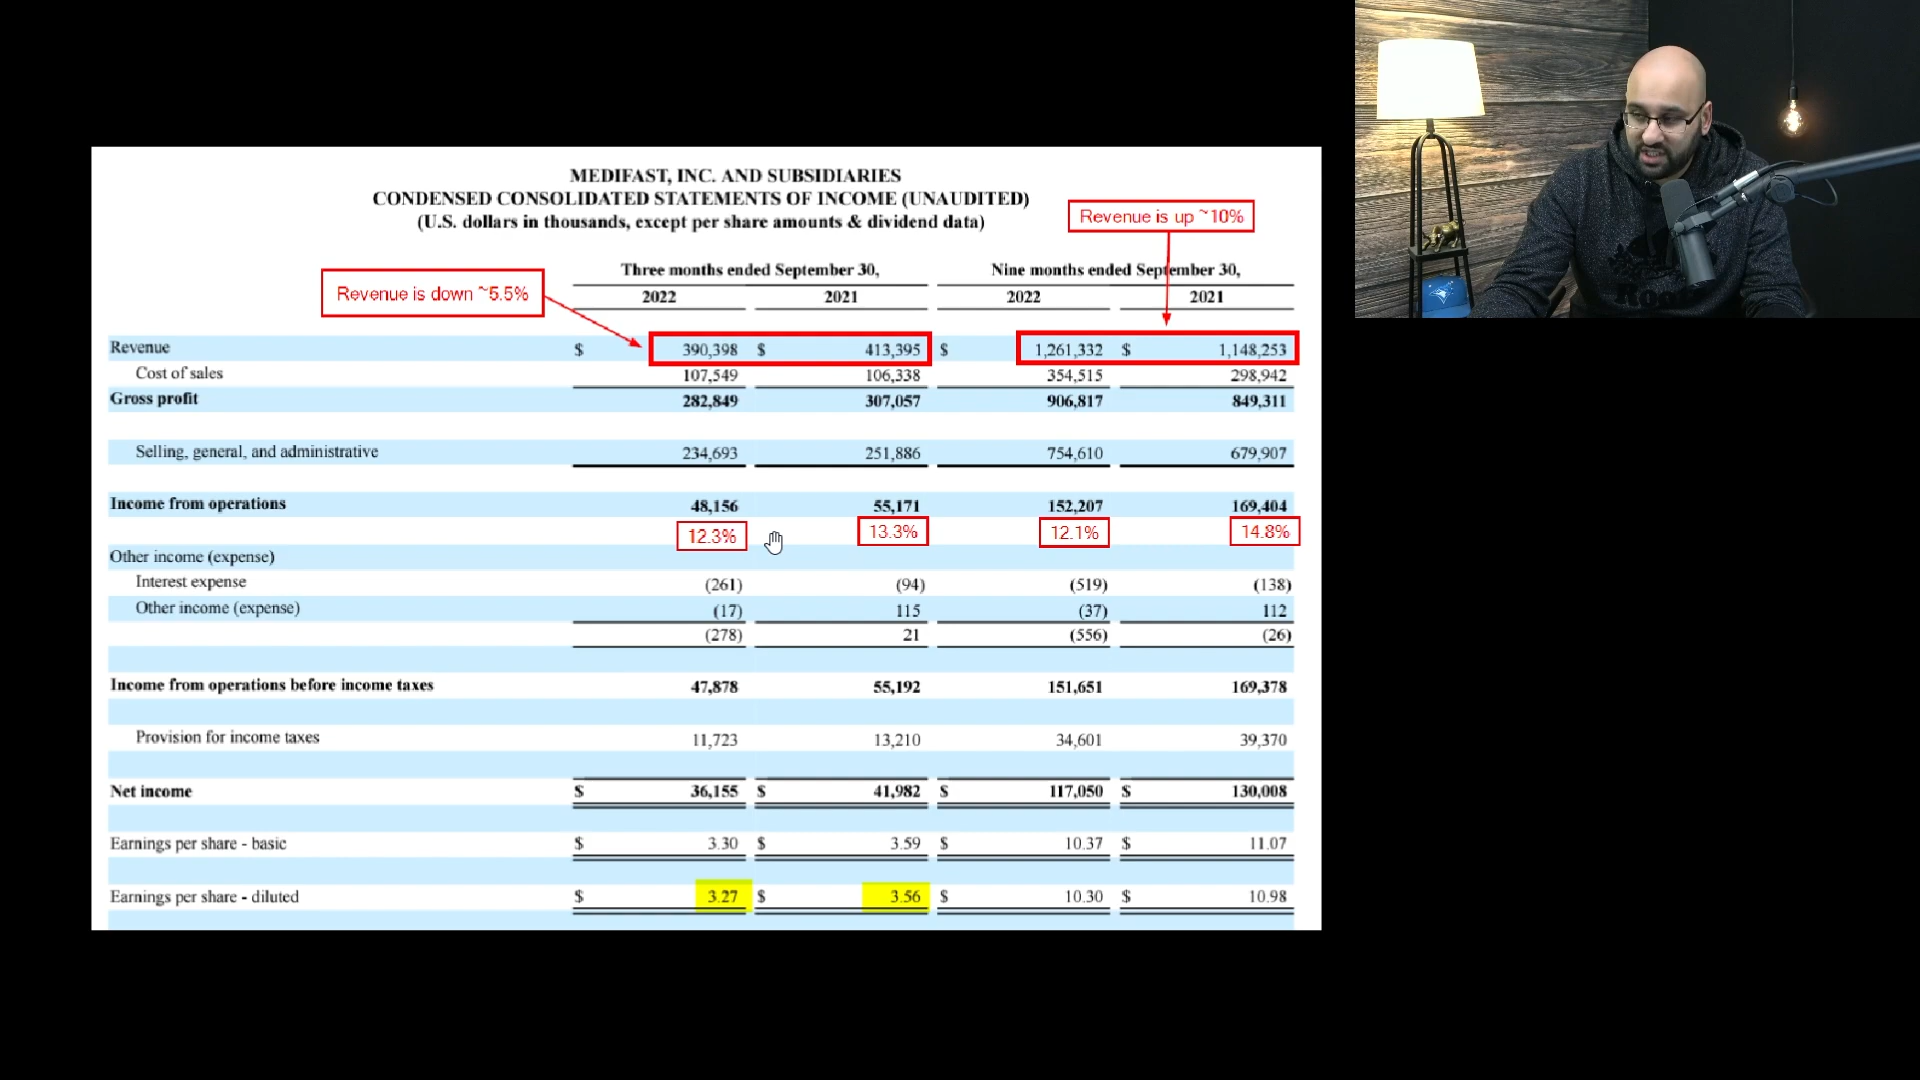 MEDIFAST, INC. AND SUBSIDIARIES
CONDENSED CONSOLIDATED STATEMENTS OF INCOME (UNAUDITED)
(U.S. dollars in thousands, except per share amounts & dividend data)
Revenue is up ~10%
Three months ended September 30, Nine months ended September 30,
Revenue is down ~5.5%
2022 2021 2022 2021
Revenue $ 390,398 $ 413,395 $ 1,261,332 $ 1,148,253
Cost of sales 107,549 106,338 354,515 298,942
Gross profit 282,849 307,057 906,817 849,311
Selling, general, and administrative 234,693 251,886 754,610 679,907
Income from operations 48,156 55,171 152,207 169,404
12.3% 13.3% 12.1% 14.8%
Other income (expense)
Interest expense (261) (94) (519) (138)
Other income (expense) (17) 115 (37) 112
(278) 21 (556) (26)
Income from operations before income taxes 47,878 55,192 151,651 169,378
Provision for income taxes 11,723 13,210 34,601 39,370
Net income $ 36,155 $ 41,982 $ 117,050 $ 130,008
Earnings per share - basic $ 3.30 $ 3.59 $ 10.37 $ 11.07
Earnings per share - diluted $ 3.27 $ 3.56 $ 10.30 $ 10.98